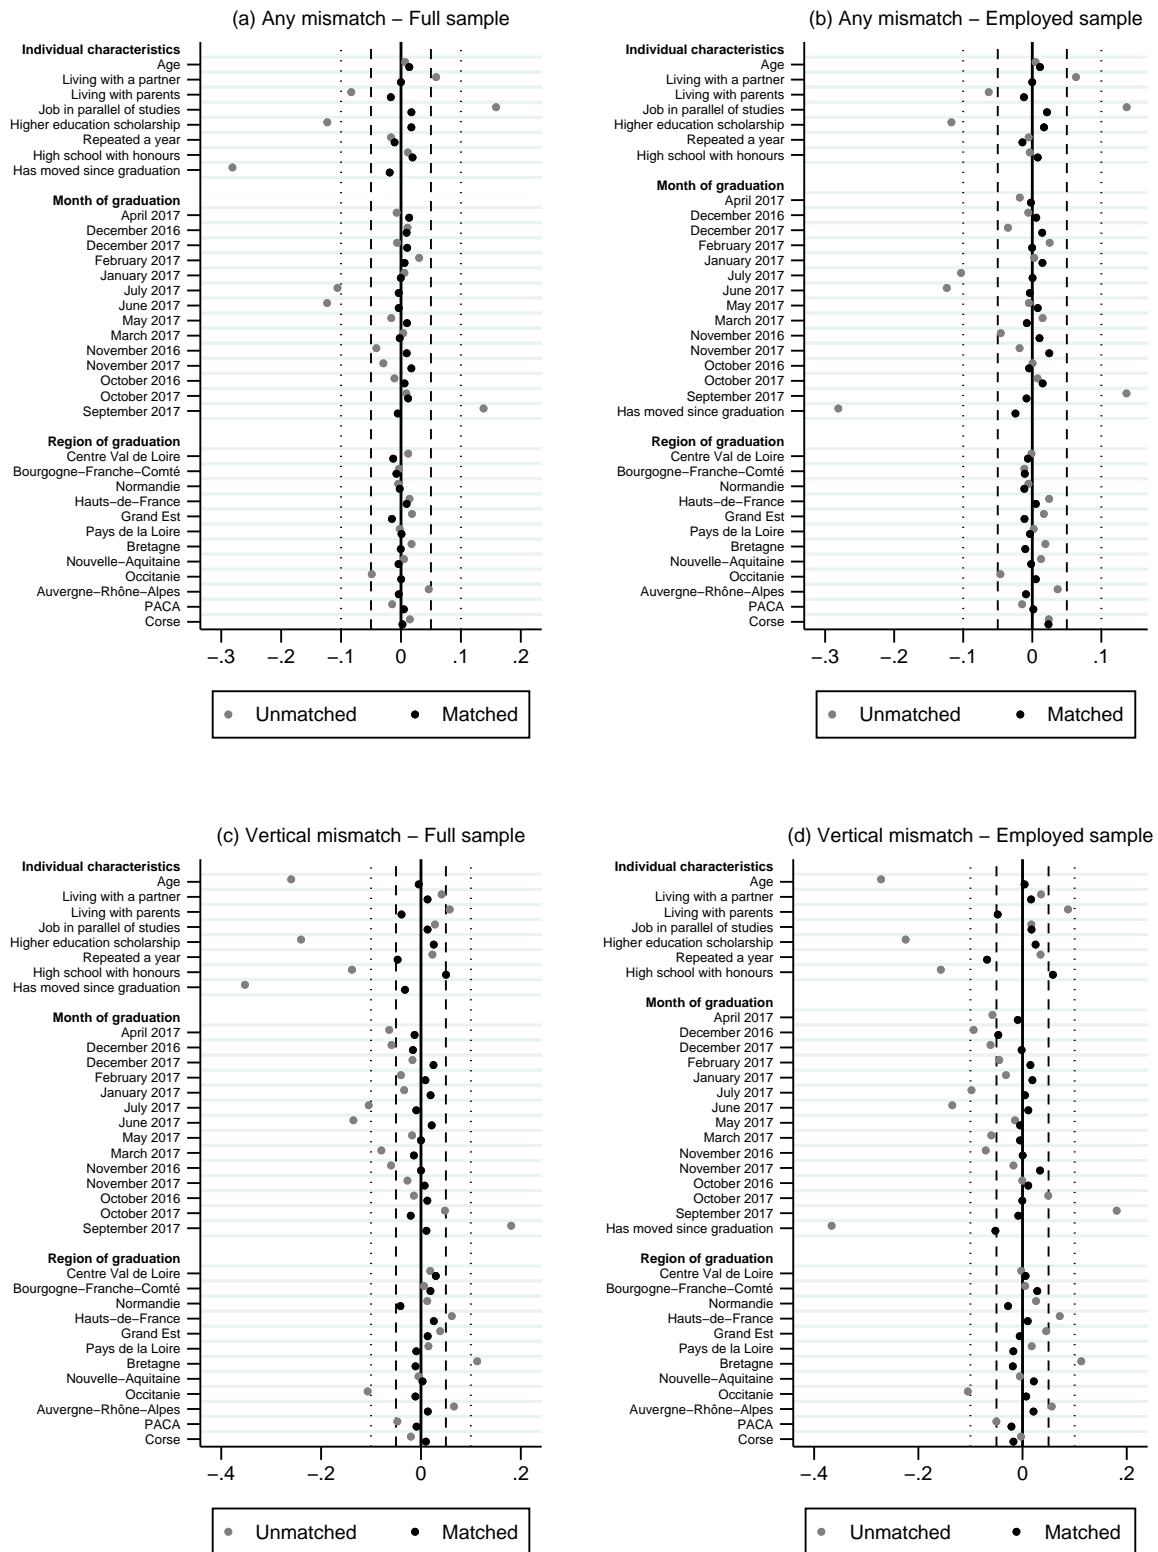 (a) Any mismatch − Full sample
Individual characteristics
Age
Living with a partner
Living with parents
Job in parallel of studies
Higher education scholarship
Repeated a year
High school with honours
Has moved since graduation
Month of graduation
April 2017
December 2016
December 2017
February 2017
January 2017
July 2017
June 2017
May 2017
March 2017
November 2016
November 2017
October 2016
October 2017
September 2017
Region of graduation
Centre Val de Loire
Bourgogne−Franche−Comté
Normandie
Hauts−de−France
Grand Est
Pays de la Loire
Bretagne
Nouvelle−Aquitaine
Occitanie
Auvergne−Rhône−Alpes
PACA
Corse
−.3 −.2 −.1 0 .1 .2
Unmatched Matched
(b) Any mismatch − Employed sample
Individual characteristics
Age
Living with a partner
Living with parents
Job in parallel of studies
Higher education scholarship
Repeated a year
High school with honours
Month of graduation
April 2017
December 2016
December 2017
February 2017
January 2017
July 2017
June 2017
May 2017
March 2017
November 2016
November 2017
October 2016
October 2017
September 2017
Has moved since graduation
Region of graduation
Centre Val de Loire
Bourgogne−Franche−Comté
Normandie
Hauts−de−France
Grand Est
Pays de la Loire
Bretagne
Nouvelle−Aquitaine
Occitanie
Auvergne−Rhône−Alpes
PACA
Corse
−.3 −.2 −.1 0 .1
Unmatched Matched
(c) Vertical mismatch − Full sample
Individual characteristics
Age
Living with a partner
Living with parents
Job in parallel of studies
Higher education scholarship
Repeated a year
High school with honours
Has moved since graduation
Month of graduation
April 2017
December 2016
December 2017
February 2017
January 2017
July 2017
June 2017
May 2017
March 2017
November 2016
November 2017
October 2016
October 2017
September 2017
Region of graduation
Centre Val de Loire
Bourgogne−Franche−Comté
Normandie
Hauts−de−France
Grand Est
Pays de la Loire
Bretagne
Nouvelle−Aquitaine
Occitanie
Auvergne−Rhône−Alpes
PACA
Corse
−.4 −.2 0 .2
Unmatched Matched
(d) Vertical mismatch − Employed sample
Individual characteristics
Age
Living with a partner
Living with parents
Job in parallel of studies
Higher education scholarship
Repeated a year
High school with honours
Month of graduation
April 2017
December 2016
December 2017
February 2017
January 2017
July 2017
June 2017
May 2017
March 2017
November 2016
November 2017
October 2016
October 2017
September 2017
Has moved since graduation
Region of graduation
Centre Val de Loire
Bourgogne−Franche−Comté
Normandie
Hauts−de−France
Grand Est
Pays de la Loire
Bretagne
Nouvelle−Aquitaine
Occitanie
Auvergne−Rhône−Alpes
PACA
Corse
−.4 −.2 0 .2
Unmatched Matched